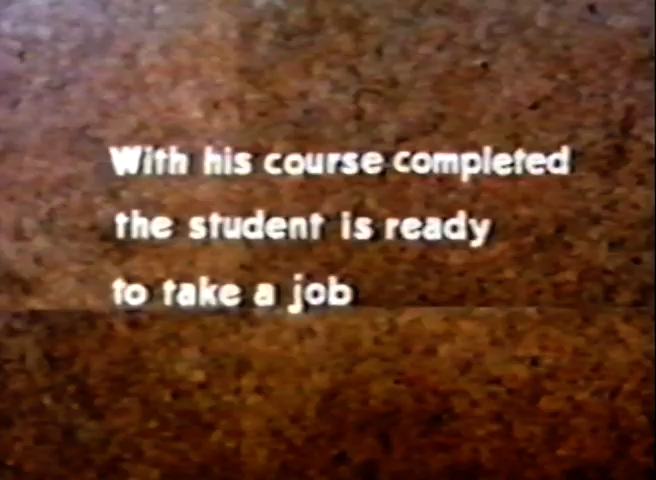 With his course completed
the student is ready
to take a job